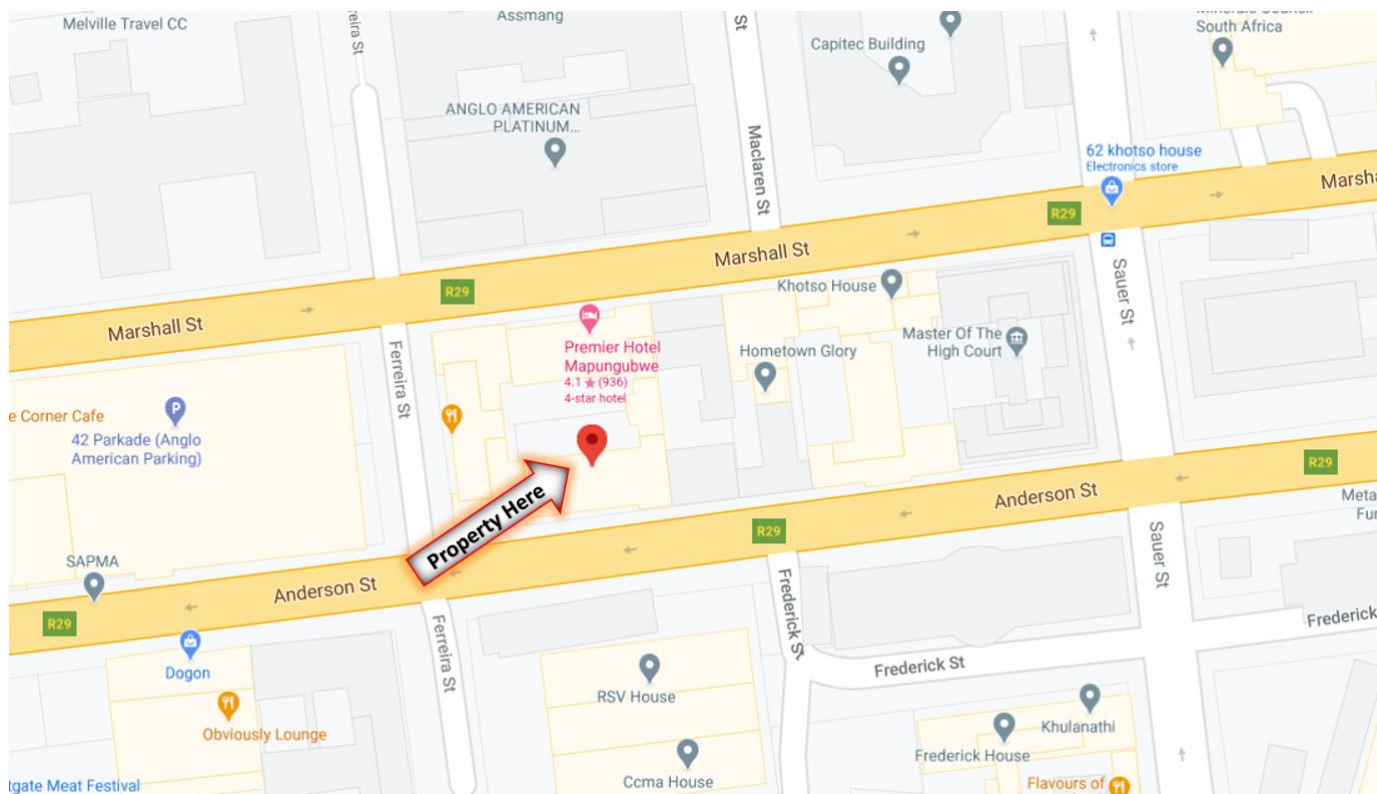 Melville Travel CC
Ferreira St
Assmang
St
Capitec Building
South Africa
ANGLO AMERICAN
PLATINUM...
Maclaren St
62 khotso house
Electronics store
R29
Marshall St
R29
Marshall St
Khotso House
Sauer St
Marshall St
Ferreira St
Premier Hotel
Mapungubwe
4.1 ★ (936)
4-star hotel
Hometown Glory
Master Of The
High Court
e Corner Cafe
P
42 Parkade (Anglo
American Parking)
Property Here
R29
Anderson St
R29
SAPMA
Anderson St
R29
Sauer St
Frederick St
Ferreira St
Frederick
Dogon
Frederick St
RSV House
Obviously Lounge
Khulanathi
Frederick House
Ccma House
tgate Meat Festival
Flavours of